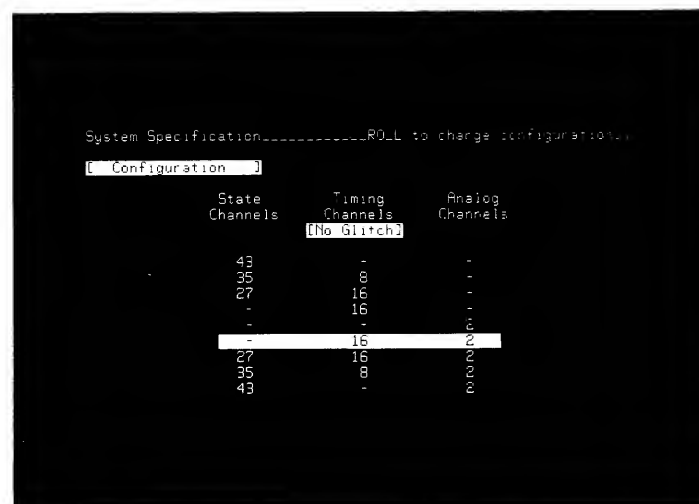 System Specification____________ROLL to change configuration.
[ Configuration ]
State Timing Analog
Channels Channels Channels
[No Glitch]
43 - -
35 8 -
27 16 -
- 16 -
- - 2
- 16 2
27 16 2
35 8 2
43 - 2